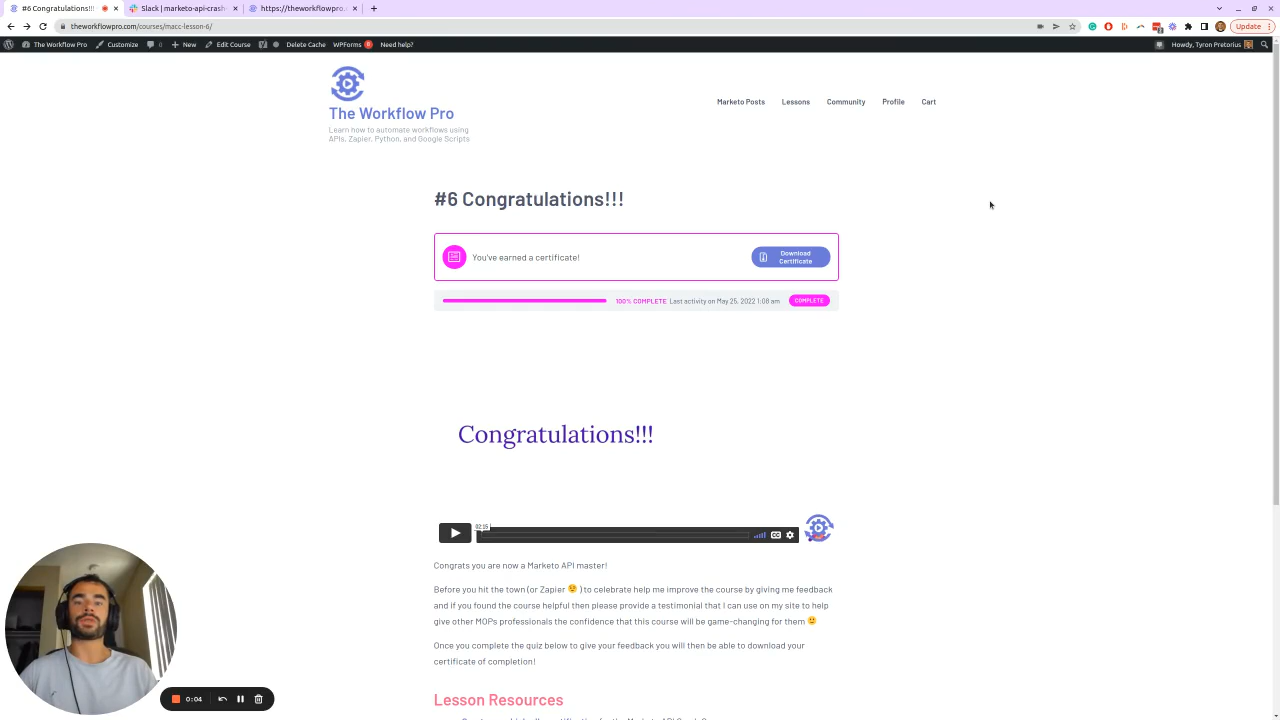 #6 Congratulations!!!
Slack | marketo-api-crash
https://theworkflowpro.
theworkflowpro.com/courses/macc-lesson-6/
Update
The Workflow Pro
Customize
0
New
Edit Course
Delete Cache
WPForms
Need help?
Howdy, Tyron Pretorius
The Workflow Pro
Learn how to automate workflows using
APIs, Zapier, Python, and Google Scripts
Marketo Posts
Lessons
Community
Profile
Cart
#6 Congratulations!!!
You've earned a certificate!
Download
Certificate
100% COMPLETE Last activity on May 25, 2022 1:08 am
COMPLETE
Congratulations!!!
02:15
CC
Congrats you are now a Marketo API master!
Before you hit the town (or Zapier 😕 ) to celebrate help me improve the course by giving me feedback
and if you found the course helpful then please provide a testimonial that I can use on my site to help
give other MOPs professionals the confidence that this course will be game-changing for them 🙂
Once you complete the quiz below to give your feedback you will then be able to download your
certificate of completion!
Lesson Resources
0:04